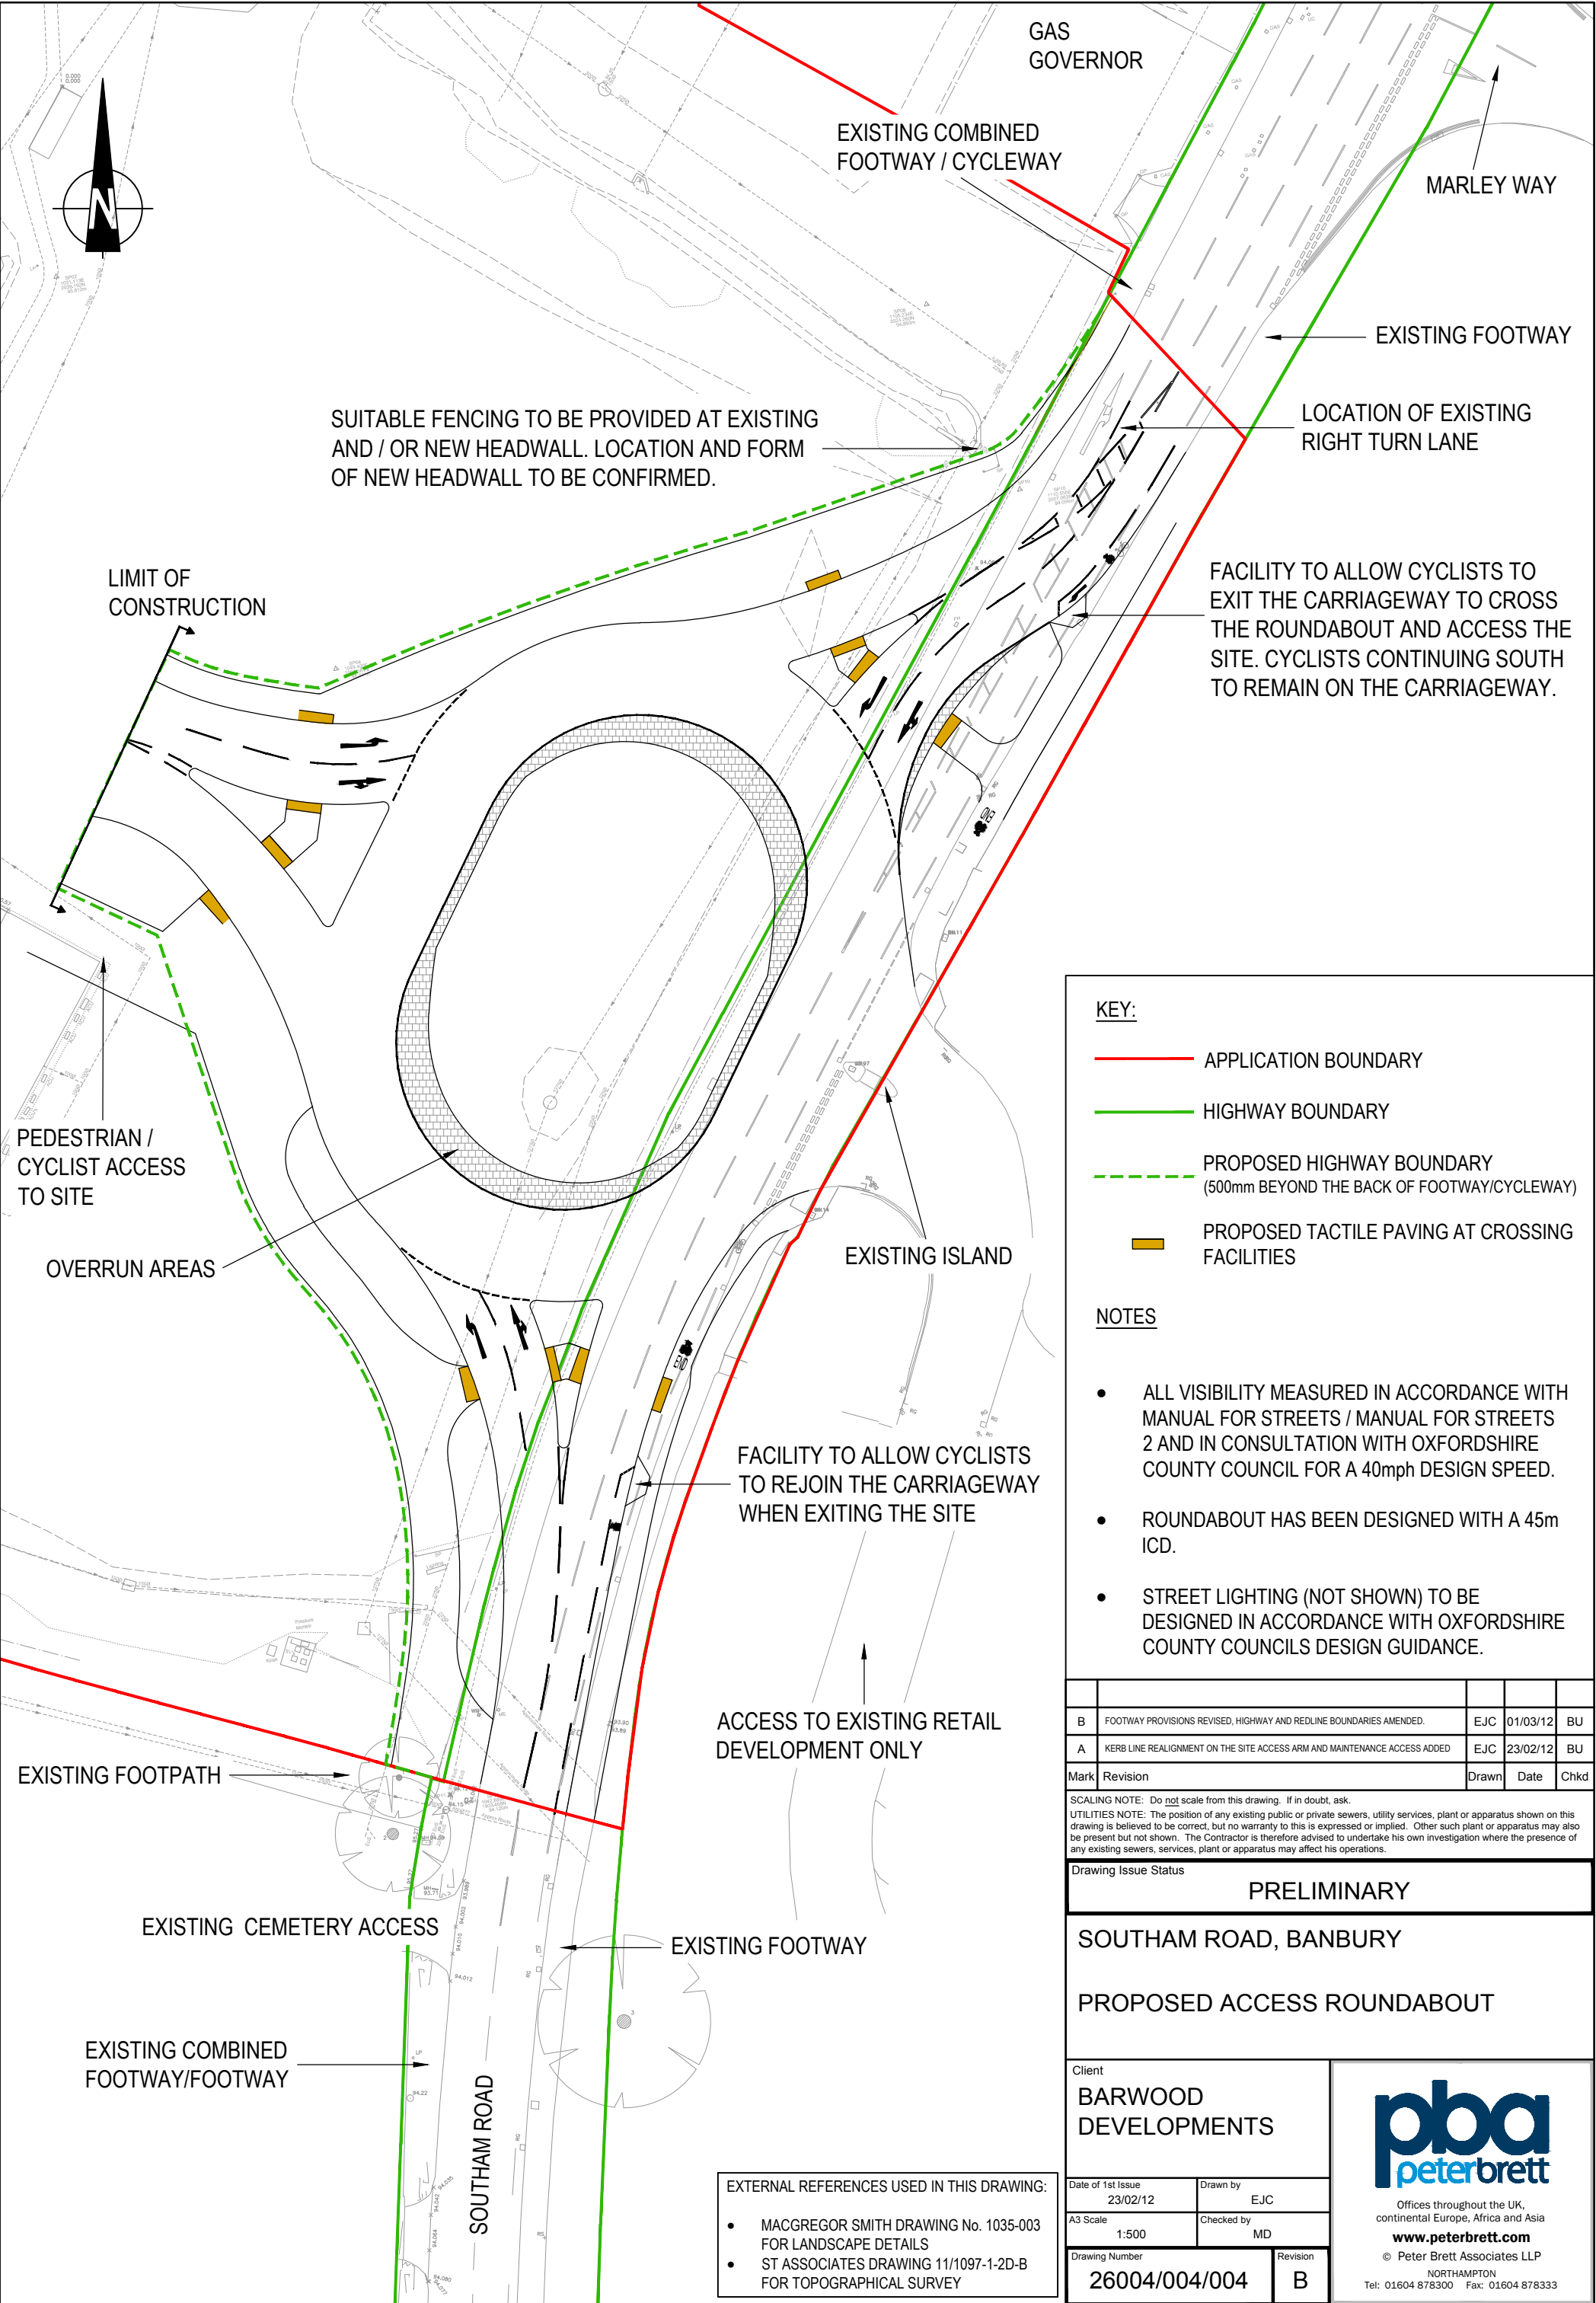 GAS
GOVERNOR
EXISTING COMBINED
FOOTWAY / CYCLEWAY
MARLEY WAY
N
EXISTING FOOTWAY
LOCATION OF EXISTING
RIGHT TURN LANE
SUITABLE FENCING TO BE PROVIDED AT EXISTING
AND / OR NEW HEADWALL. LOCATION AND FORM
OF NEW HEADWALL TO BE CONFIRMED.
LIMIT OF
CONSTRUCTION
FACILITY TO ALLOW CYCLISTS TO
EXIT THE CARRIAGEWAY TO CROSS
THE ROUNDABOUT AND ACCESS THE
SITE. CYCLISTS CONTINUING SOUTH
TO REMAIN ON THE CARRIAGEWAY.
PEDESTRIAN /
CYCLIST ACCESS
TO SITE
OVERRUN AREAS
EXISTING ISLAND
FACILITY TO ALLOW CYCLISTS
TO REJOIN THE CARRIAGEWAY
WHEN EXITING THE SITE
ACCESS TO EXISTING RETAIL
DEVELOPMENT ONLY
EXISTING FOOTPATH
EXISTING CEMETERY ACCESS
EXISTING FOOTWAY
EXISTING COMBINED
FOOTWAY/FOOTWAY
SOUTHAM ROAD
KEY:
APPLICATION BOUNDARY
HIGHWAY BOUNDARY
PROPOSED HIGHWAY BOUNDARY
(500mm BEYOND THE BACK OF FOOTWAY/CYCLEWAY)
PROPOSED TACTILE PAVING AT CROSSING
FACILITIES
NOTES
• ALL VISIBILITY MEASURED IN ACCORDANCE WITH
MANUAL FOR STREETS / MANUAL FOR STREETS
2 AND IN CONSULTATION WITH OXFORDSHIRE
COUNTY COUNCIL FOR A 40mph DESIGN SPEED.
• ROUNDABOUT HAS BEEN DESIGNED WITH A 45m
ICD.
• STREET LIGHTING (NOT SHOWN) TO BE
DESIGNED IN ACCORDANCE WITH OXFORDSHIRE
COUNTY COUNCILS DESIGN GUIDANCE.
B FOOTWAY PROVISIONS REVISED, HIGHWAY AND REDLINE BOUNDARIES AMENDED. EJC 01/03/12 BU
A KERB LINE REALIGNMENT ON THE SITE ACCESS ARM AND MAINTENANCE ACCESS ADDED EJC 23/02/12 BU
Mark Revision Drawn Date Chkd
SCALING NOTE: Do not scale from this drawing. If in doubt, ask.
UTILITIES NOTE: The position of any existing public or private sewers, utility services, plant or apparatus shown on this
drawing is believed to be correct, but no warranty to this is expressed or implied. Other such plant or apparatus may also
be present but not shown. The Contractor is therefore advised to undertake his own investigation where the presence of
any existing sewers, services, plant or apparatus may affect his operations.
Drawing Issue Status
PRELIMINARY
SOUTHAM ROAD, BANBURY
PROPOSED ACCESS ROUNDABOUT
Client
BARWOOD
DEVELOPMENTS
Date of 1st Issue
23/02/12
Drawn by
EJC
A3 Scale
1:500
Checked by
MD
Drawing Number
26004/004/004
Revision
B
pba
peterbrett
Offices throughout the UK,
continental Europe, Africa and Asia
www.peterbrett.com
© Peter Brett Associates LLP
NORTHAMPTON
Tel: 01604 878300 Fax: 01604 878333
EXTERNAL REFERENCES USED IN THIS DRAWING:
• MACGREGOR SMITH DRAWING No. 1035-003
FOR LANDSCAPE DETAILS
• ST ASSOCIATES DRAWING 11/1097-1-2D-B
FOR TOPOGRAPHICAL SURVEY